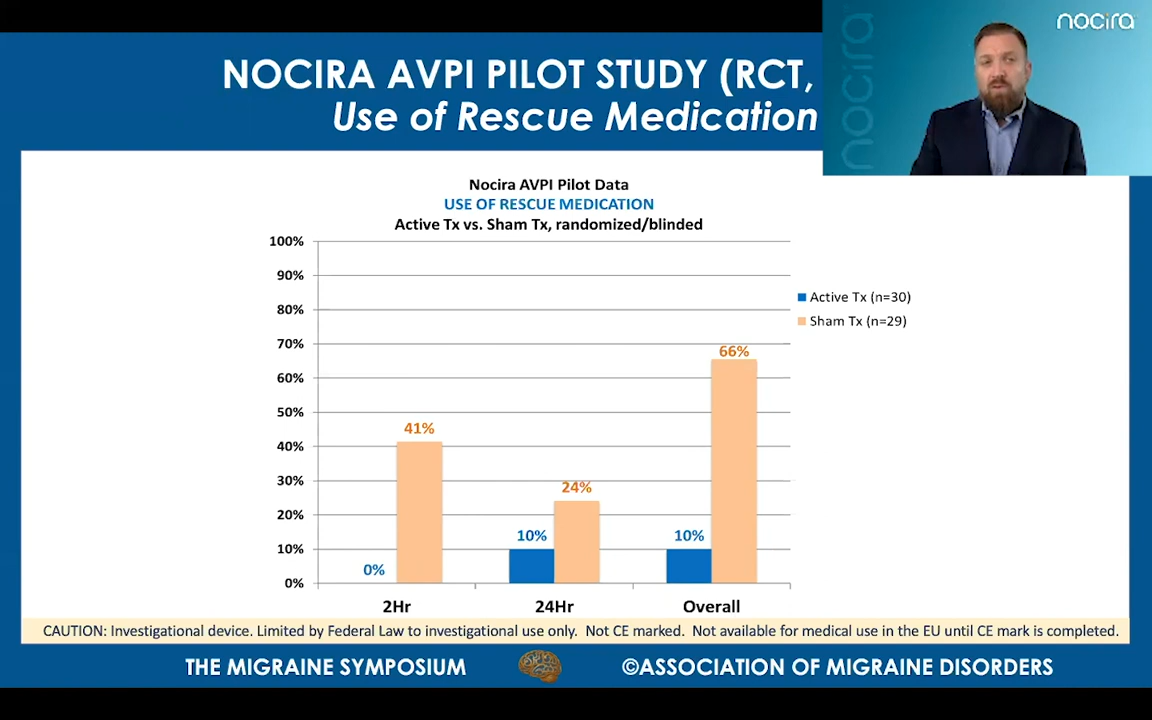 nocira
nocira
NOCIRA AVPI PILOT STUDY (RCT,
Use of Rescue Medication
Nocira AVPI Pilot Data
USE OF RESCUE MEDICATION
Active Tx vs. Sham Tx, randomized/blinded
100%
90%
80%
70%
60%
50%
40%
30%
20%
10%
0%
0%
41%
10%
24%
10%
66%
2Hr
24Hr
Overall
Active Tx (n=30)
Sham Tx (n=29)
CAUTION: Investigational device. Limited by Federal Law to investigational use only. Not CE marked. Not available for medical use in the EU until CE mark is completed.
THE MIGRAINE SYMPOSIUM
©ASSOCIATION OF MIGRAINE DISORDERS